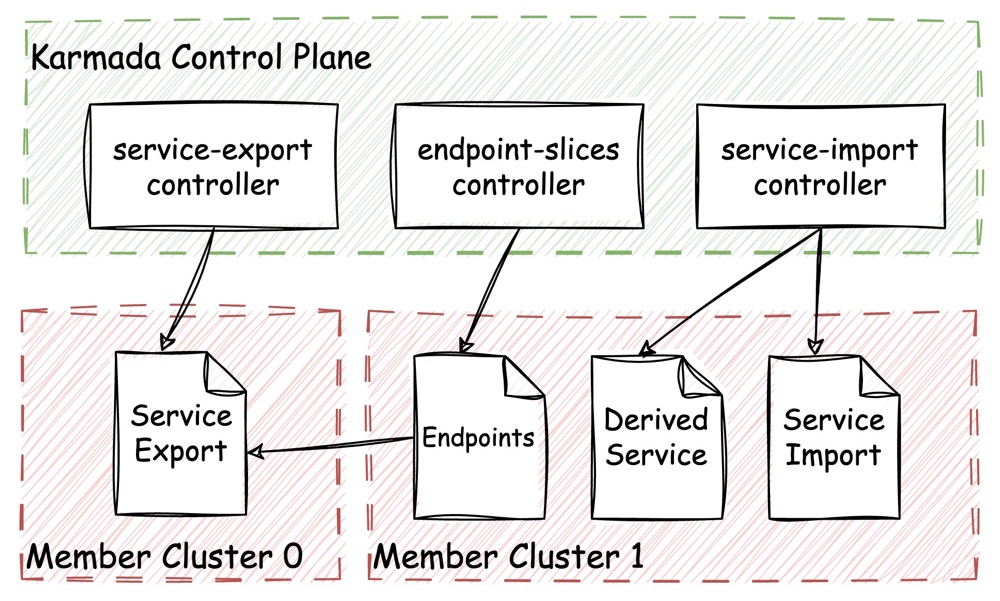 Karmada Control Plane
service-export
controller
endpoint-slices
controller
service-import
controller
Service
Export
Endpoints
Derived
Service
Service
Import
Member Cluster 0
Member Cluster 1